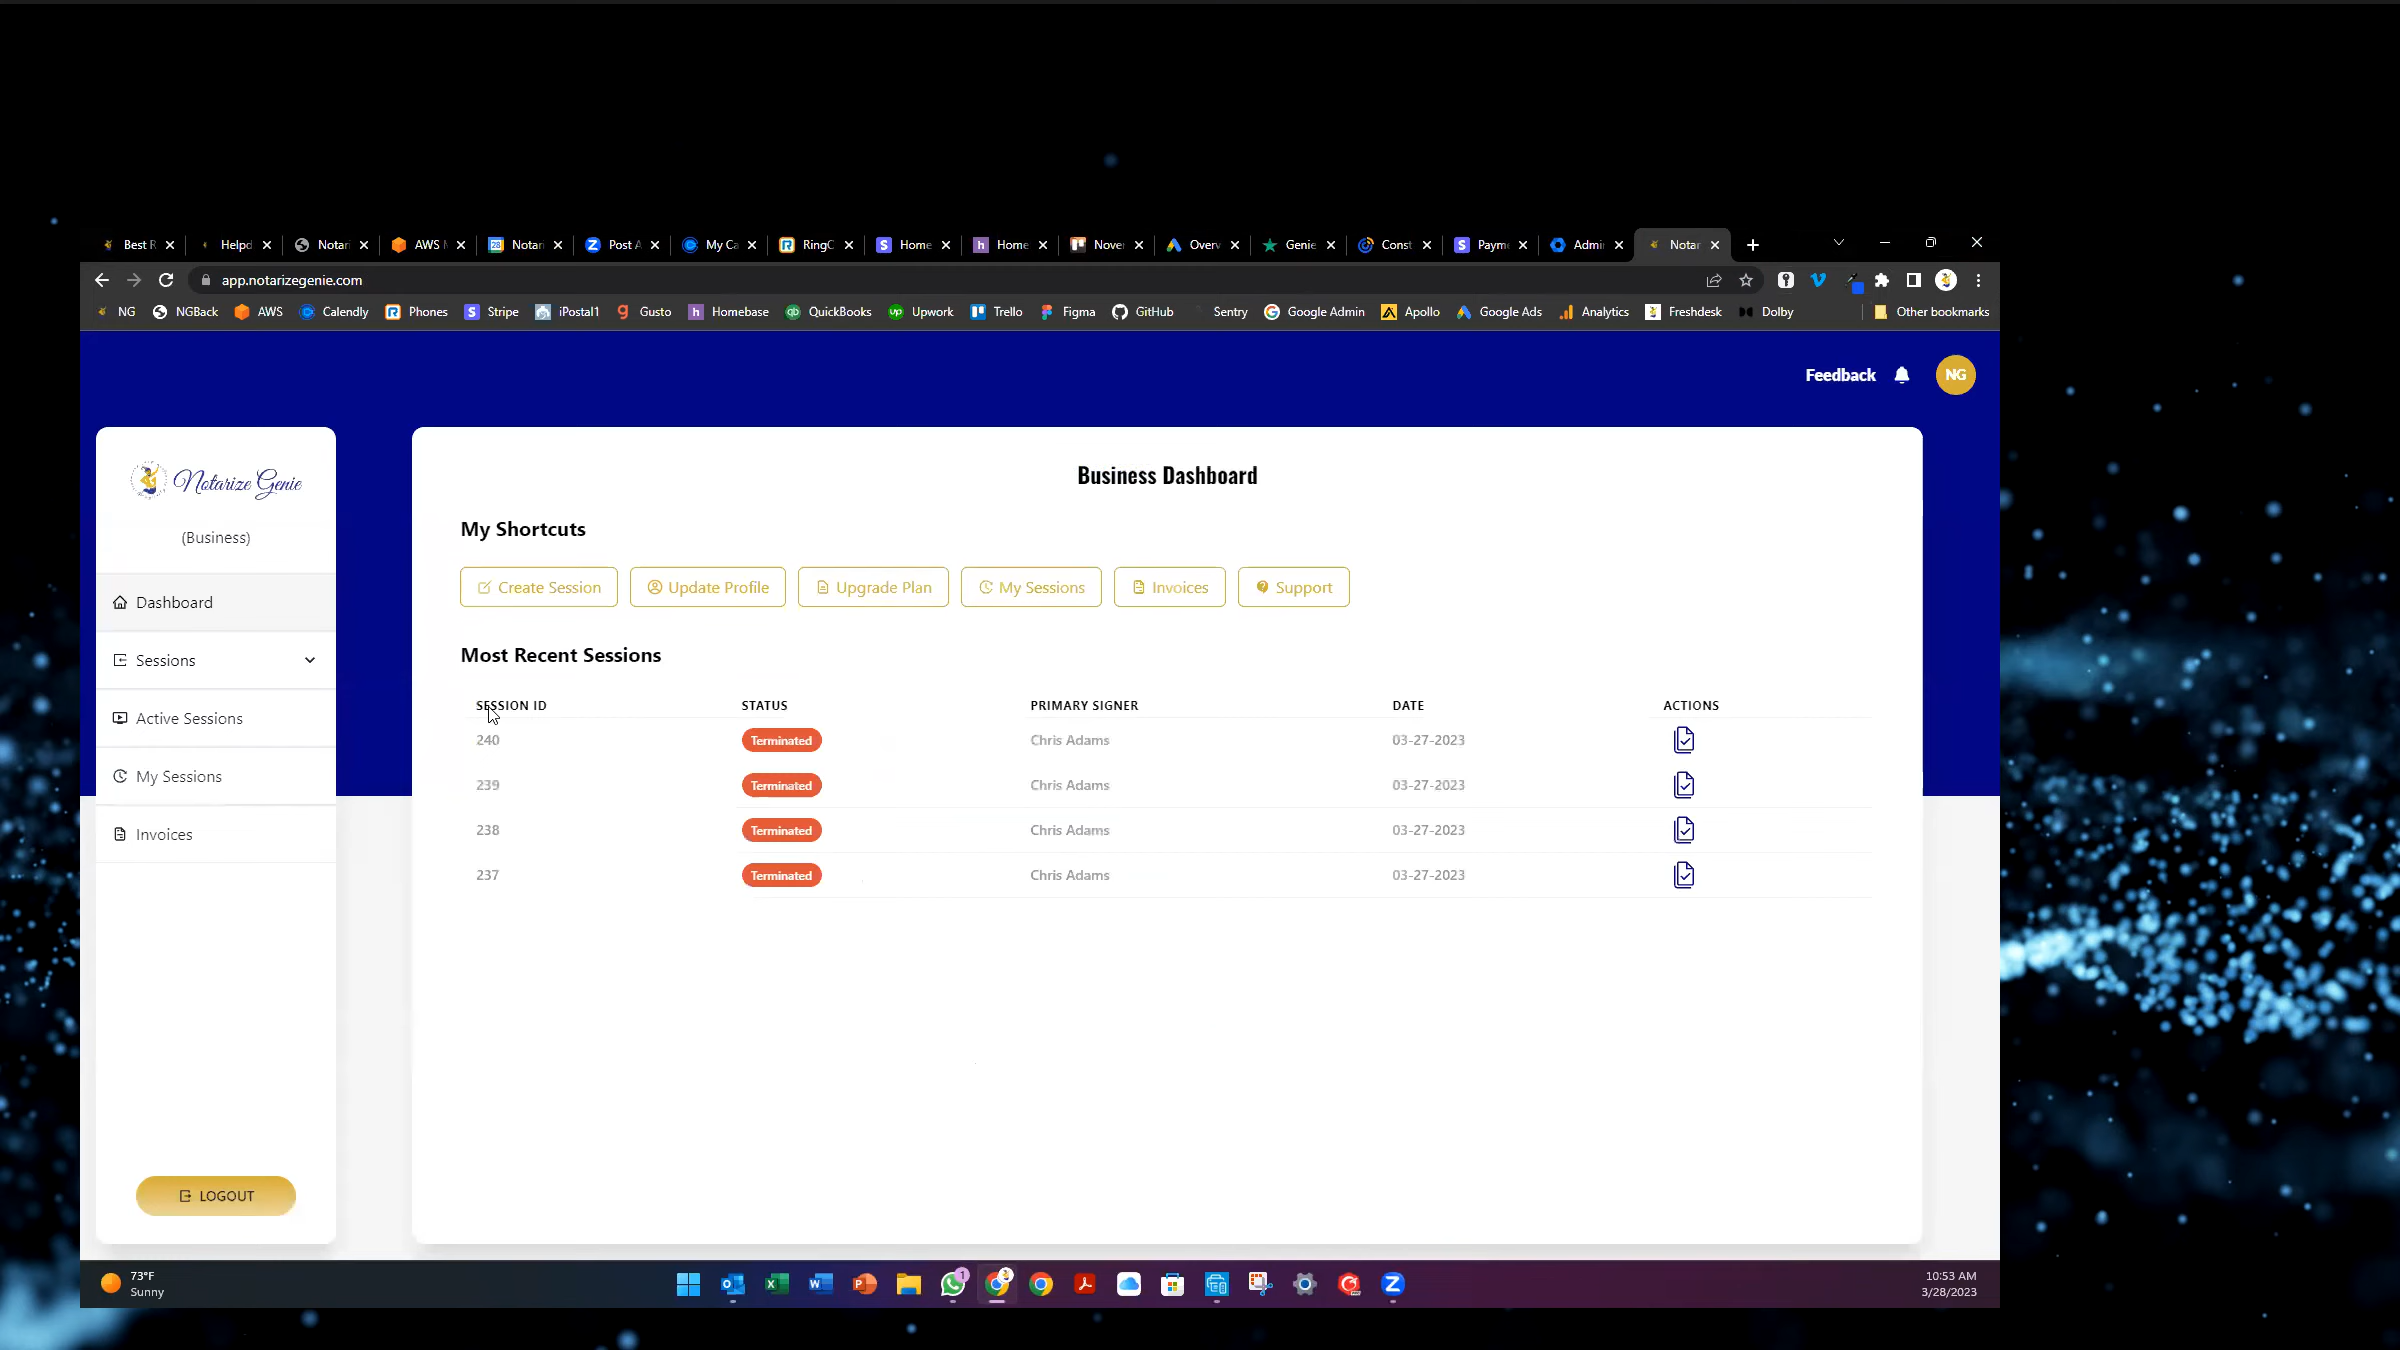 Best R Helpd Notari AWS M Notari Post A My Ca RingC Home Home Nover Overv Genie Const Payme Admi Notar
app.notarizegenie.com
NG NGBack AWS Calendly Phones Stripe iPostal1 Gusto Homebase QuickBooks Upwork Trello Figma GitHub Sentry Google Admin Apollo Google Ads Analytics Freshdesk Dolby Other bookmarks
Feedback NG
Notarize Genie
(Business)
Dashboard
Sessions
Active Sessions
My Sessions
Invoices
LOGOUT
Business Dashboard
My Shortcuts
Create Session Update Profile Upgrade Plan My Sessions Invoices Support
Most Recent Sessions
SESSION ID STATUS PRIMARY SIGNER DATE ACTIONS
240 Terminated Chris Adams 03-27-2023
239 Terminated Chris Adams 03-27-2023
238 Terminated Chris Adams 03-27-2023
237 Terminated Chris Adams 03-27-2023
73°F
Sunny
10:53 AM
3/28/2023